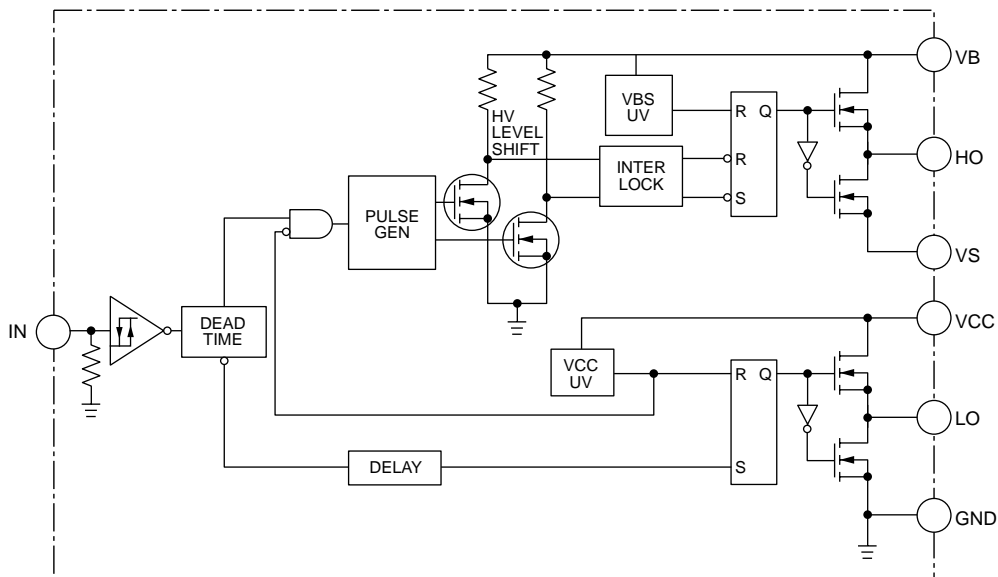 VB
VBS
UV
R Q
HV
LEVEL
SHIFT
INTER
LOCK
R
S
HO
PULSE
GEN
VS
IN
DEAD
TIME
VCC
VCC
UV
R Q
LO
DELAY
S
GND